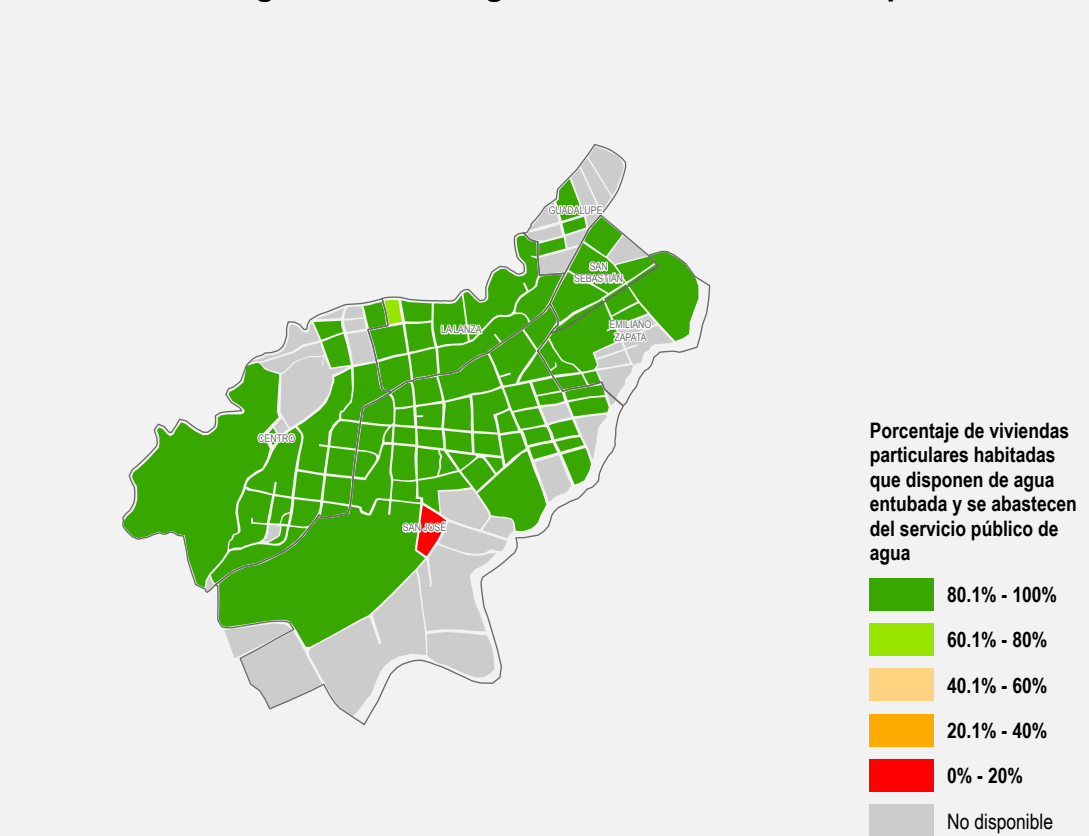 GUADALUPE
SAN
SEBASTIÁN
LA LANZA
EMILIANO
ZAPATA
CENTRO
SAN JOSÉ
Porcentaje de viviendas
particulares habitadas
que disponen de agua
entubada y se abastecen
del servicio público de
agua
80.1% - 100%
60.1% - 80%
40.1% - 60%
20.1% - 40%
0% - 20%
No disponible